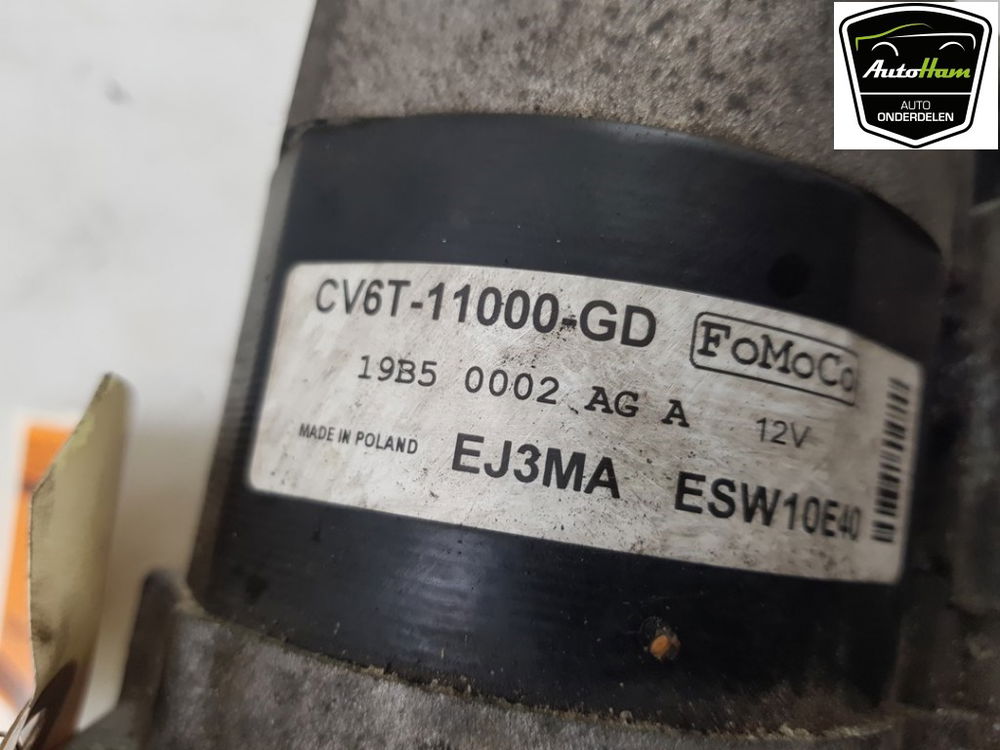 AutoHam
AUTO
ONDERDELEN
CV6T-11000-GD
FoMoCo
19B5 0002 AG A 12V
MADE IN POLAND EJ3MA ESW10E40